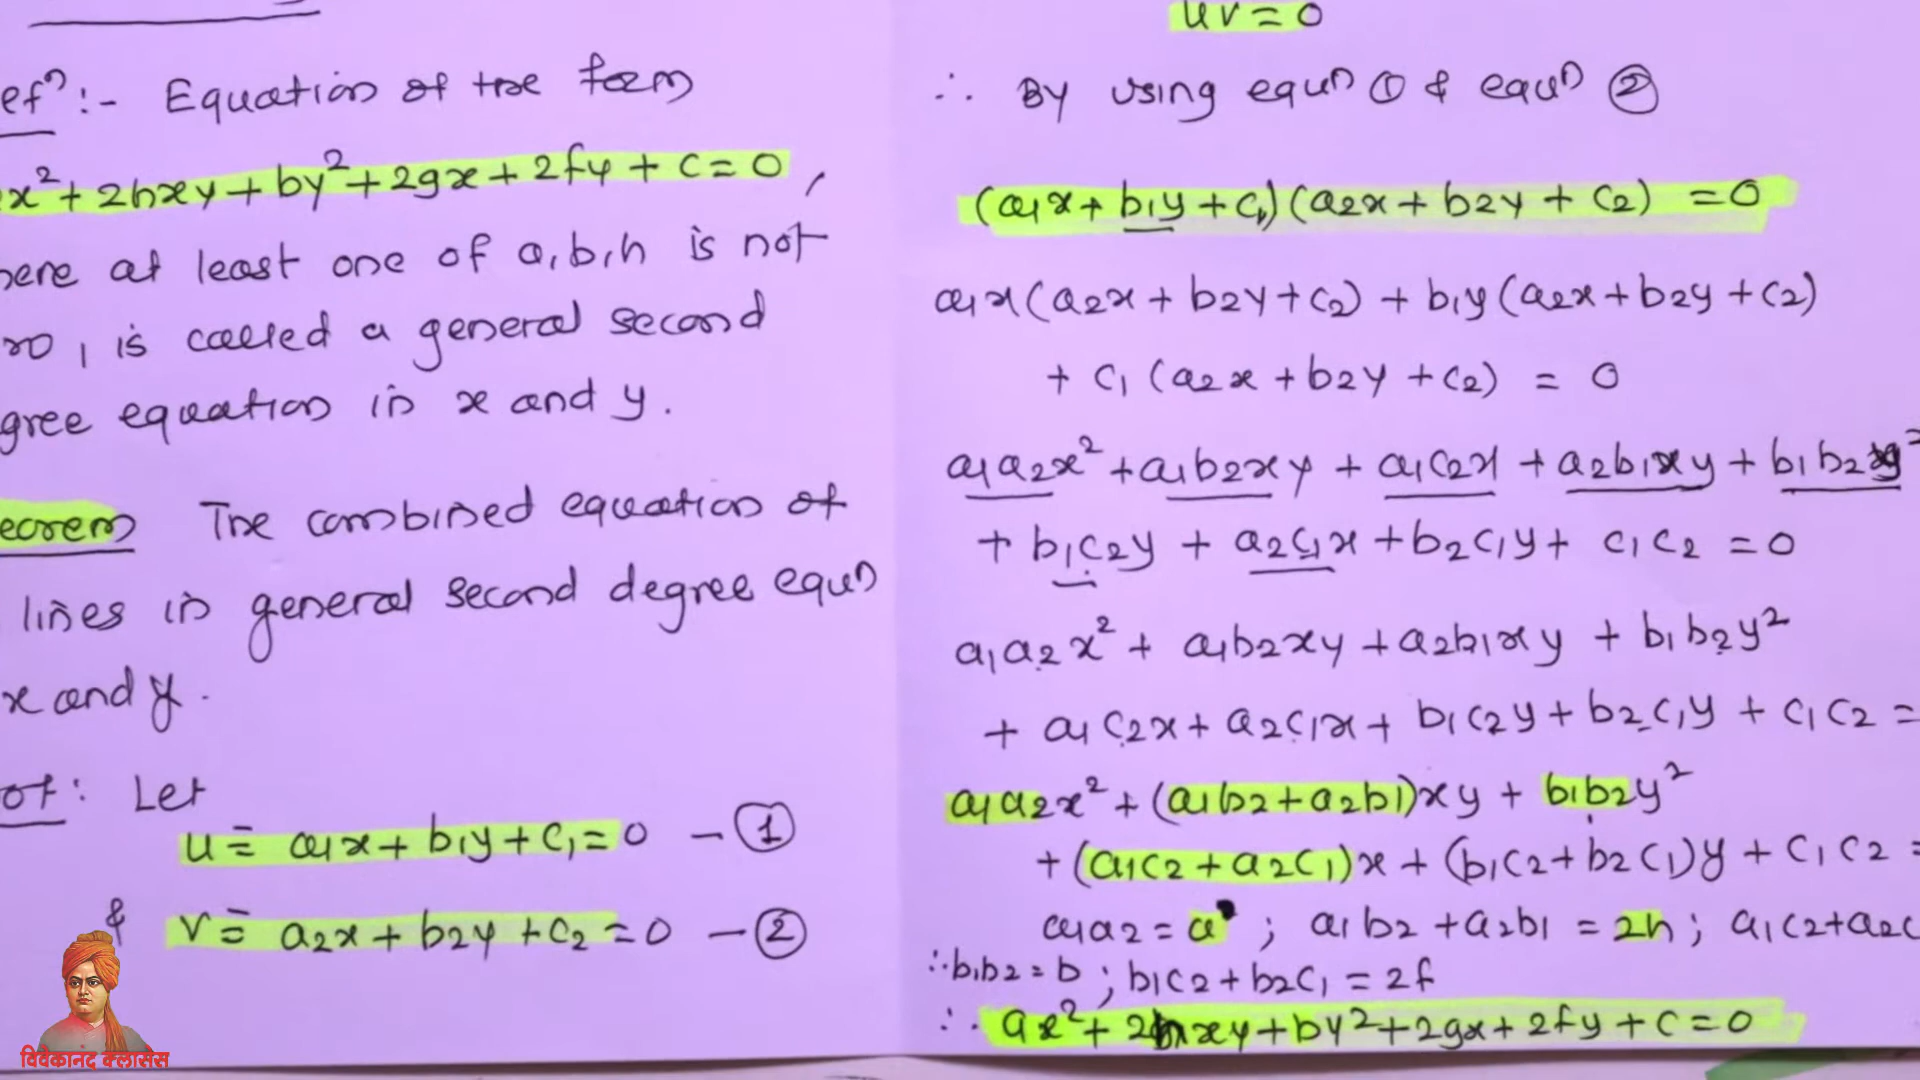 efⁿ :- Equation of the form
x² + 2hxy + by² + 2gx + 2fy + c = 0 ,
here at least one of a, b, h is not
ro, is called a general second
gree equation in x and y.
eorem The combined equation of
lines in general second degree equⁿ
x and y.
of : Let
u ≡ a₁x + b₁y + c₁ = 0 — ①
& v ≡ a₂x + b₂y + c₂ = 0 — ②
विवेकानंद क्लासेस
uv = 0
∴ By using equⁿ ① & equⁿ ②
(a₁x + b₁y + c₁)(a₂x + b₂y + c₂) = 0
a₁x(a₂x + b₂y + c₂) + b₁y(a₂x + b₂y + c₂)
+ c₁(a₂x + b₂y + c₂) = 0
a₁a₂x² + a₁b₂xy + a₁c₂x + a₂b₁xy + b₁b₂y²
+ b₁c₂y + a₂c₁x + b₂c₁y + c₁c₂ = 0
a₁a₂x² + a₁b₂xy + a₂b₁xy + b₁b₂y²
+ a₁c₂x + a₂c₁x + b₁c₂y + b₂c₁y + c₁c₂ =
a₁a₂x² + (a₁b₂ + a₂b₁)xy + b₁b₂y²
+ (a₁c₂ + a₂c₁)x + (b₁c₂ + b₂c₁)y + c₁c₂ =
a₁a₂ = a ; a₁b₂ + a₂b₁ = 2h ; a₁c₂ + a₂c
∴ b₁b₂ = b ; b₁c₂ + b₂c₁ = 2f
∴ ax² + 2hxy + by² + 2gx + 2fy + c = 0